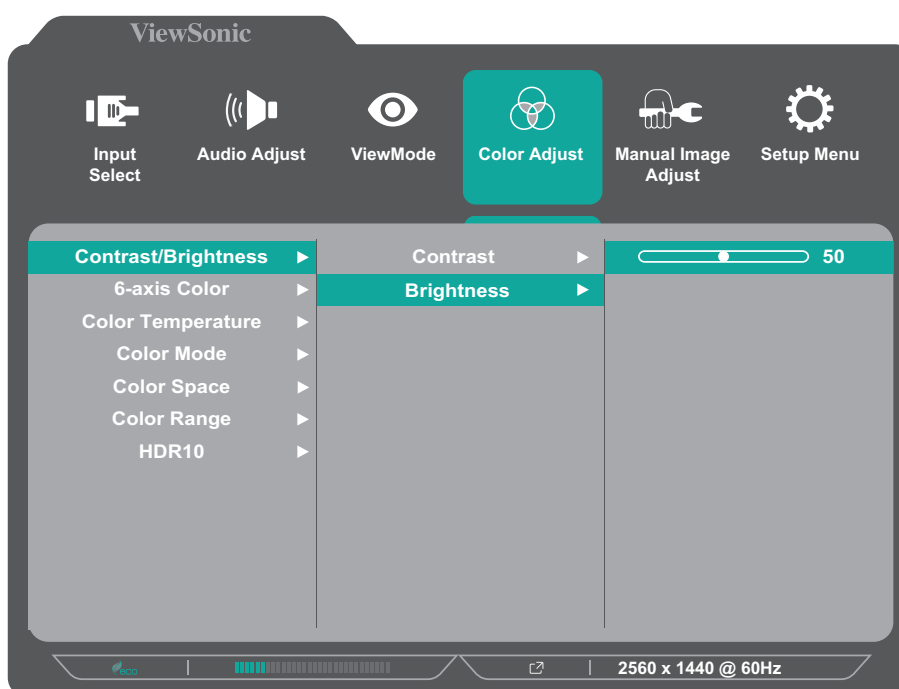 ViewSonic
Input Select
Audio Adjust
ViewMode
Color Adjust
Manual Image Adjust
Setup Menu
Contrast/Brightness
Contrast
50
6-axis Color
Brightness
Color Temperature
Color Mode
Color Space
Color Range
HDR10
eco
2560 x 1440 @ 60Hz